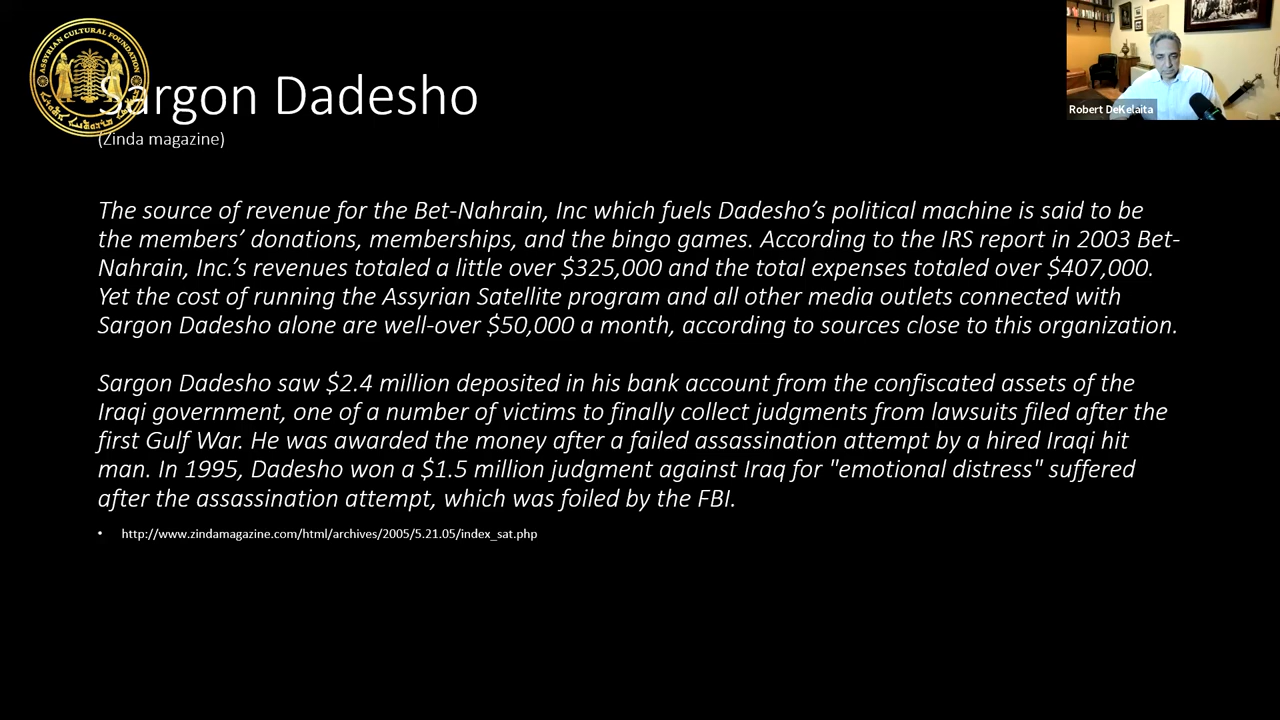 ASSYRIAN CULTURAL FOUNDATION
Sargon Dadesho
(Zinda magazine)
Robert DeKelaita
The source of revenue for the Bet-Nahrain, Inc which fuels Dadesho’s political machine is said to be
the members’ donations, memberships, and the bingo games. According to the IRS report in 2003 Bet-
Nahrain, Inc.’s revenues totaled a little over $325,000 and the total expenses totaled over $407,000.
Yet the cost of running the Assyrian Satellite program and all other media outlets connected with
Sargon Dadesho alone are well-over $50,000 a month, according to sources close to this organization.
Sargon Dadesho saw $2.4 million deposited in his bank account from the confiscated assets of the
Iraqi government, one of a number of victims to finally collect judgments from lawsuits filed after the
first Gulf War. He was awarded the money after a failed assassination attempt by a hired Iraqi hit
man. In 1995, Dadesho won a $1.5 million judgment against Iraq for "emotional distress" suffered
after the assassination attempt, which was foiled by the FBI.
• http://www.zindamagazine.com/html/archives/2005/5.21.05/index_sat.php